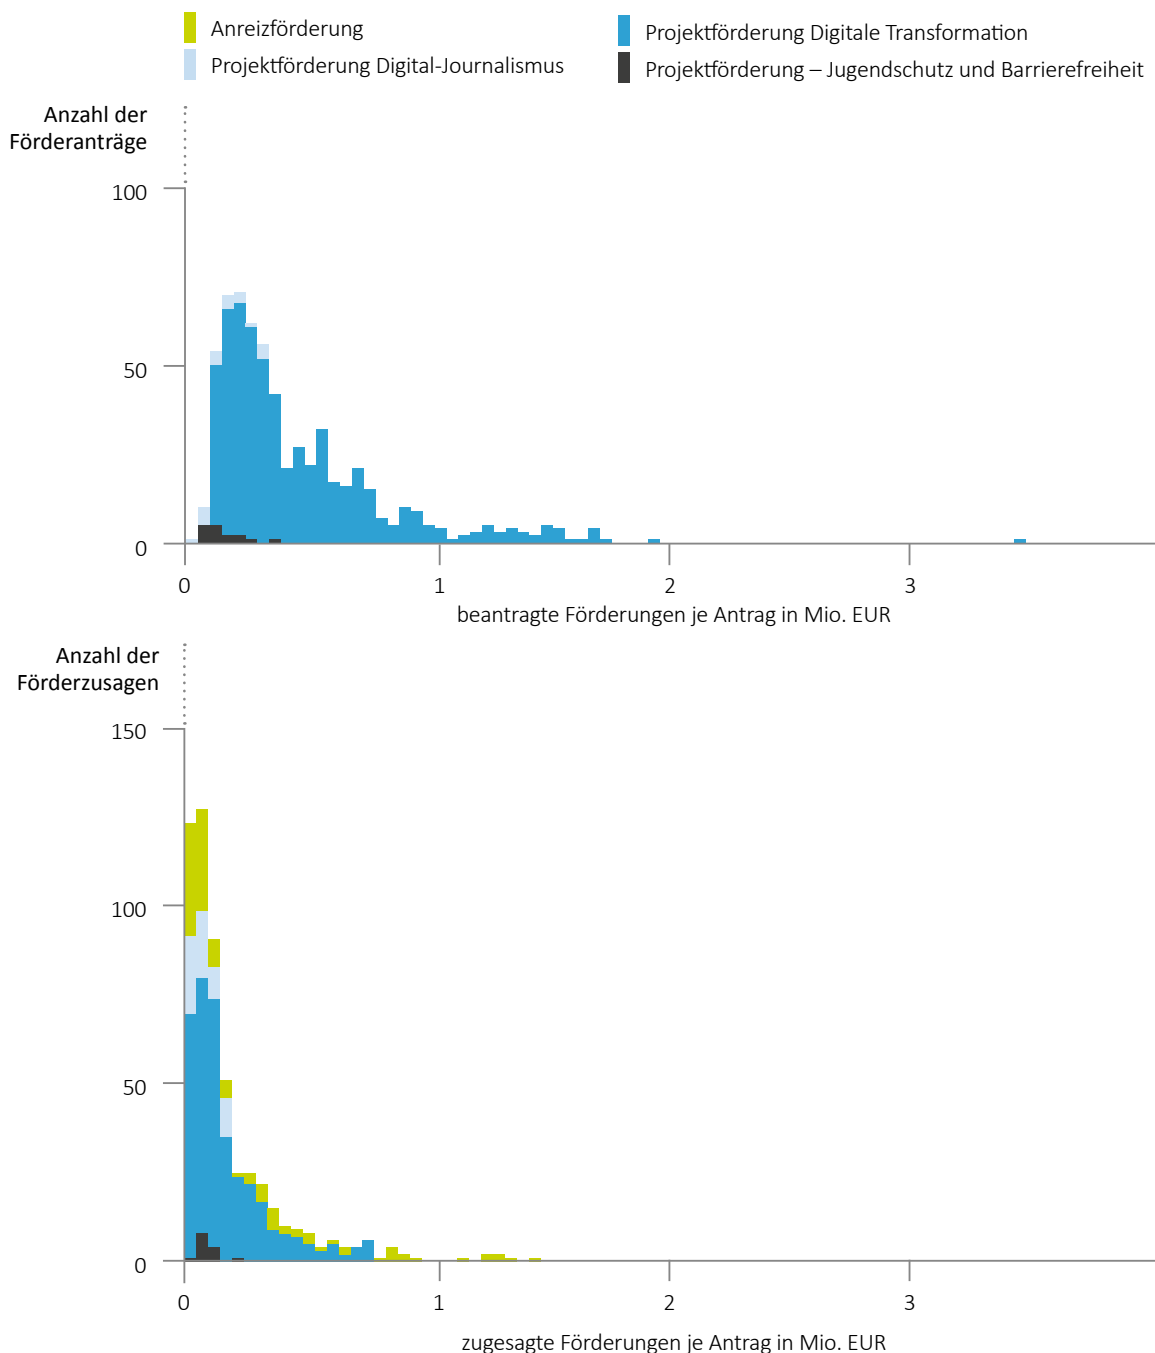 Anreizförderung
Projektförderung Digital-Journalismus
Projektförderung Digitale Transformation
Projektförderung – Jugendschutz und Barrierefreiheit
Anzahl der
Förderanträge
100
50
0
0 1 2 3
beantragte Förderungen je Antrag in Mio. EUR
Anzahl der
Förderzusagen
150
100
50
0
0 1 2 3
zugesagte Förderungen je Antrag in Mio. EUR